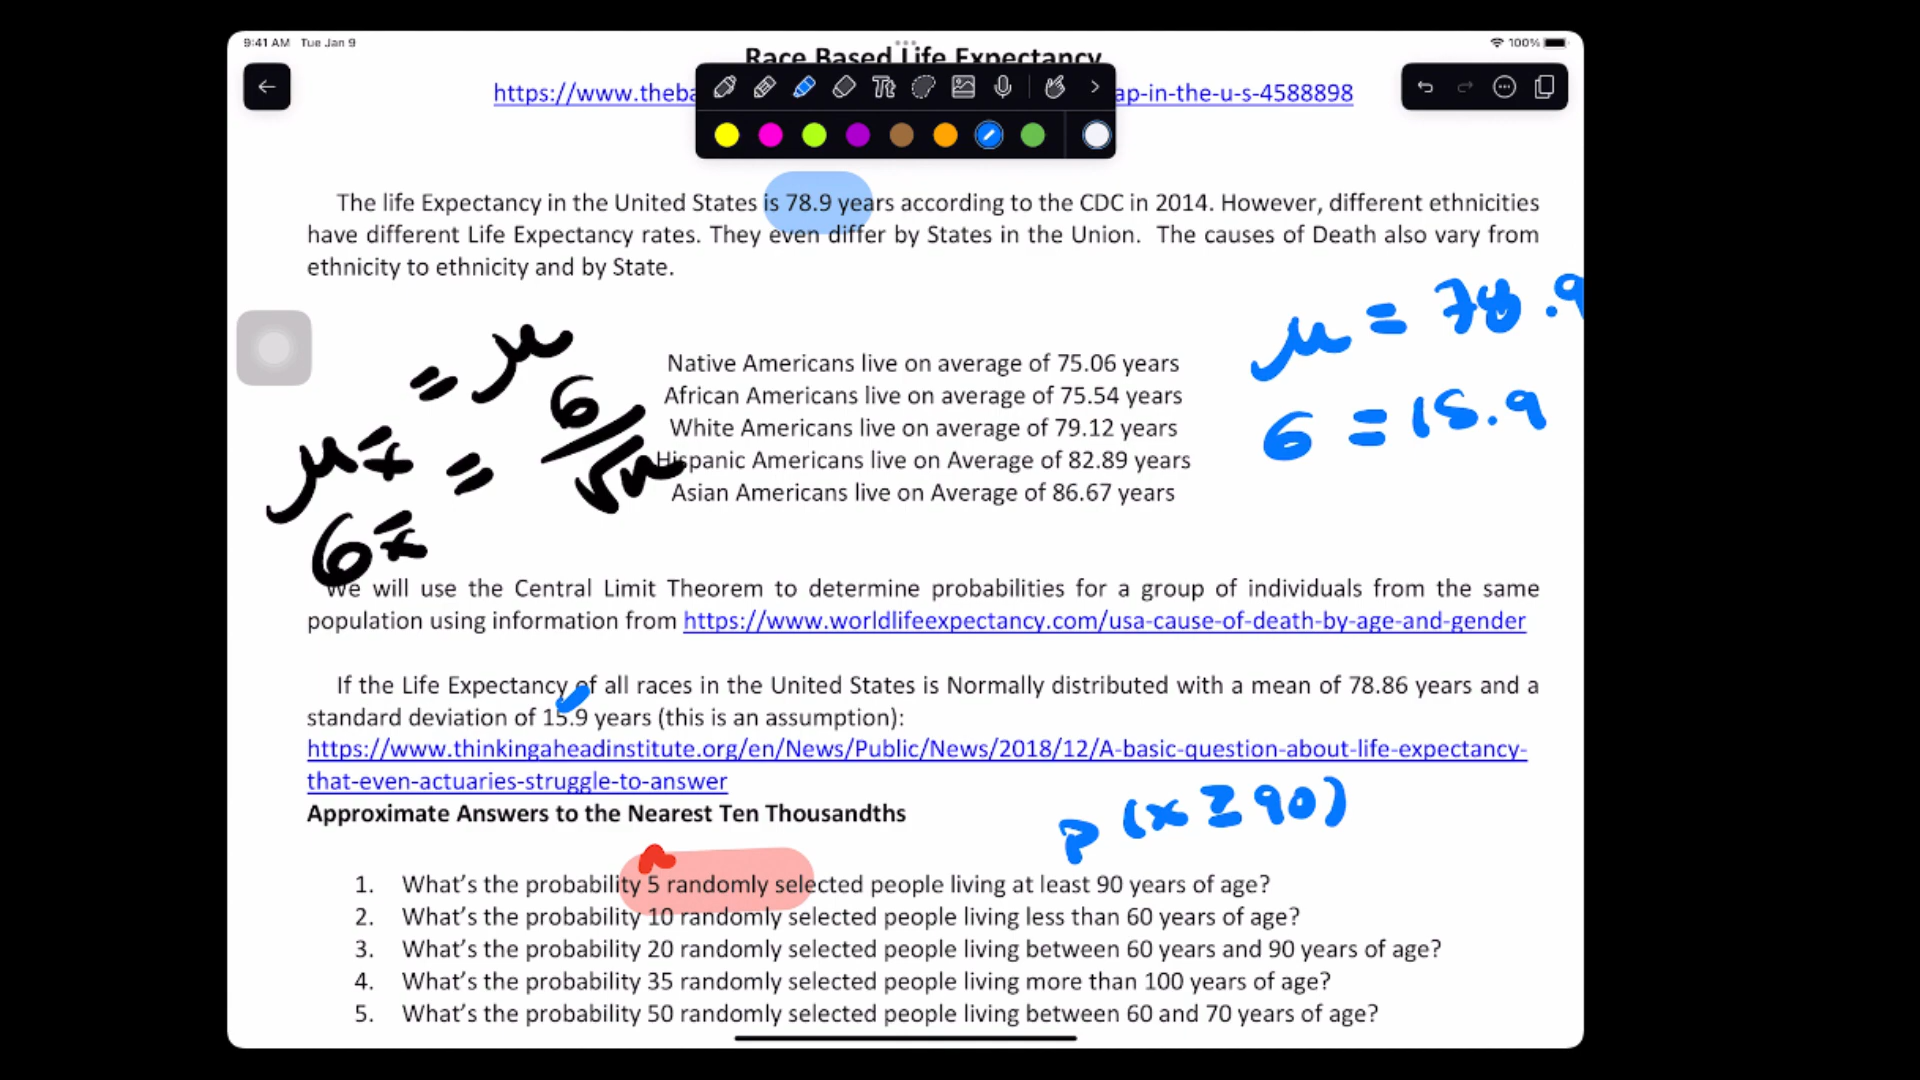 9:41 AM Tue Jan 9
100%
Race Based Life Expectancy
https://www.theba
ap-in-the-u-s-4588898
Tt
The life Expectancy in the United States is 78.9 years according to the CDC in 2014. However, different ethnicities
have different Life Expectancy rates. They even differ by States in the Union. The causes of Death also vary from
ethnicity to ethnicity and by State.
μ = 78.9
σ = 15.9
μx̄ = μ
σx̄ = σ/√n
Native Americans live on average of 75.06 years
African Americans live on average of 75.54 years
White Americans live on average of 79.12 years
Hispanic Americans live on Average of 82.89 years
Asian Americans live on Average of 86.67 years
We will use the Central Limit Theorem to determine probabilities for a group of individuals from the same
population using information from https://www.worldlifeexpectancy.com/usa-cause-of-death-by-age-and-gender
If the Life Expectancy of all races in the United States is Normally distributed with a mean of 78.86 years and a
standard deviation of 15.9 years (this is an assumption):
https://www.thinkingaheadinstitute.org/en/News/Public/News/2018/12/A-basic-question-about-life-expectancy-
that-even-actuaries-struggle-to-answer
Approximate Answers to the Nearest Ten Thousandths
P (x ≥ 90)
n
1. What's the probability 5 randomly selected people living at least 90 years of age?
2. What's the probability 10 randomly selected people living less than 60 years of age?
3. What's the probability 20 randomly selected people living between 60 years and 90 years of age?
4. What's the probability 35 randomly selected people living more than 100 years of age?
5. What's the probability 50 randomly selected people living between 60 and 70 years of age?